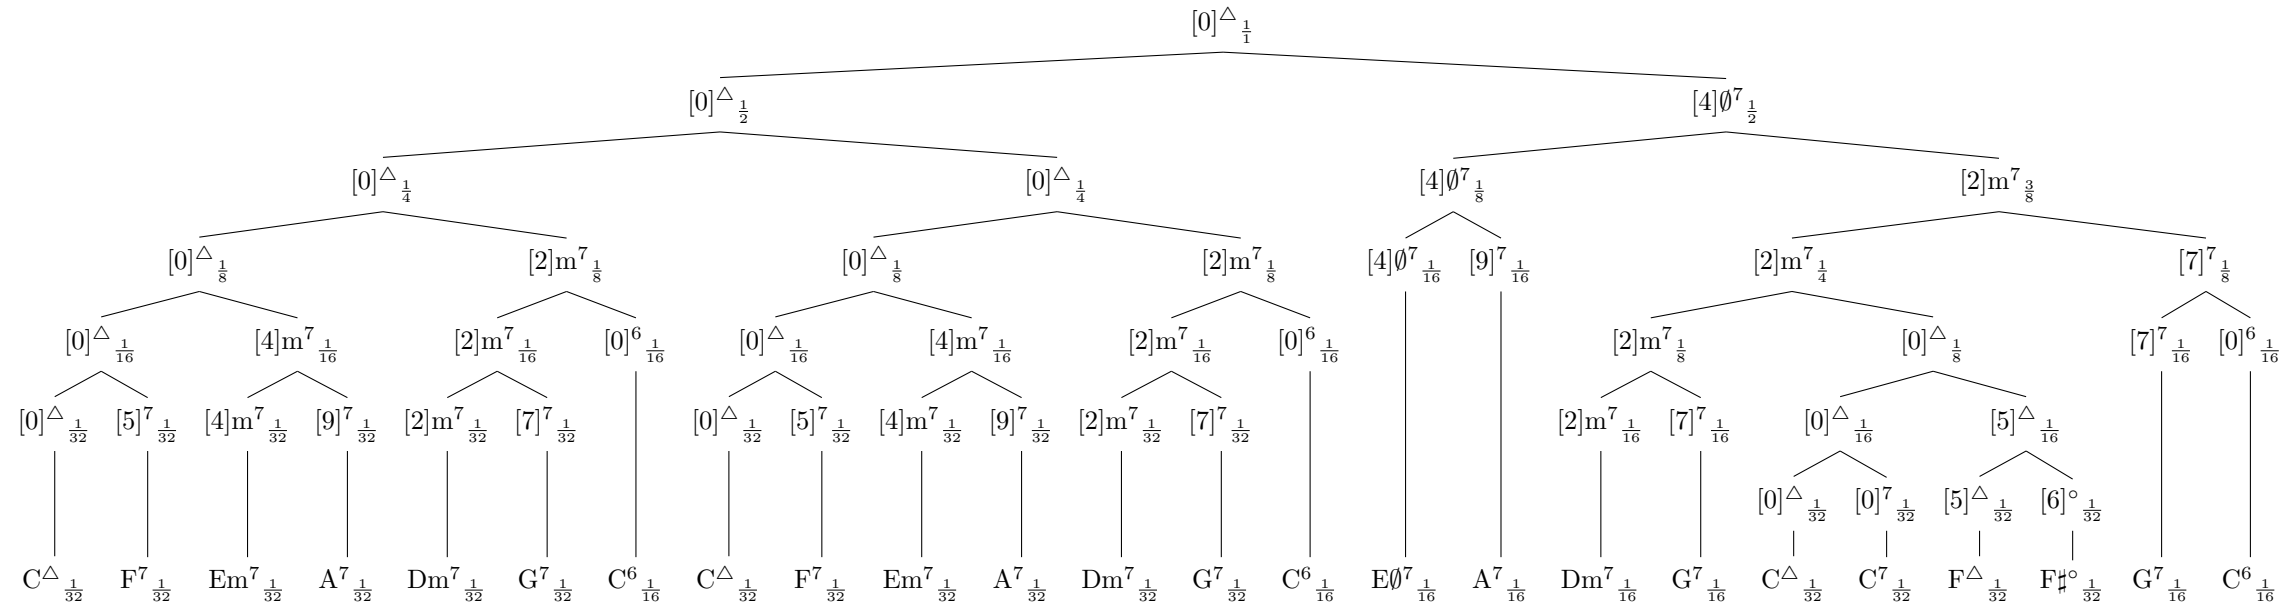 [0]△ 1/1
[0]△ 1/2 [4]∅7 1/2
[0]△ 1/4 [0]△ 1/4 [4]∅7 1/8 [2]m7 3/8
[0]△ 1/8 [2]m7 1/8 [0]△ 1/8 [2]m7 1/8 [4]∅7 1/16 [9]7 1/16 [2]m7 1/4 [7]7 1/8
[0]△ 1/16 [4]m7 1/16 [2]m7 1/16 [0]6 1/16 [0]△ 1/16 [4]m7 1/16 [2]m7 1/16 [0]6 1/16 [2]m7 1/8 [0]△ 1/8 [7]7 1/16 [0]6 1/16
[0]△ 1/32 [5]7 1/32 [4]m7 1/32 [9]7 1/32 [2]m7 1/32 [7]7 1/32 [0]△ 1/32 [5]7 1/32 [4]m7 1/32 [9]7 1/32 [2]m7 1/32 [7]7 1/32 [2]m7 1/16 [7]7 1/16 [0]△ 1/16 [5]△ 1/16
[0]△ 1/32 [0]7 1/32 [5]△ 1/32 [6]° 1/32
C△ 1/32 F7 1/32 Em7 1/32 A7 1/32 Dm7 1/32 G7 1/32 C6 1/16 C△ 1/32 F7 1/32 Em7 1/32 A7 1/32 Dm7 1/32 G7 1/32 C6 1/16 E∅7 1/16 A7 1/16 Dm7 1/16 G7 1/16 C△ 1/32 C7 1/32 F△ 1/32 F♯° 1/32 G7 1/16 C6 1/16